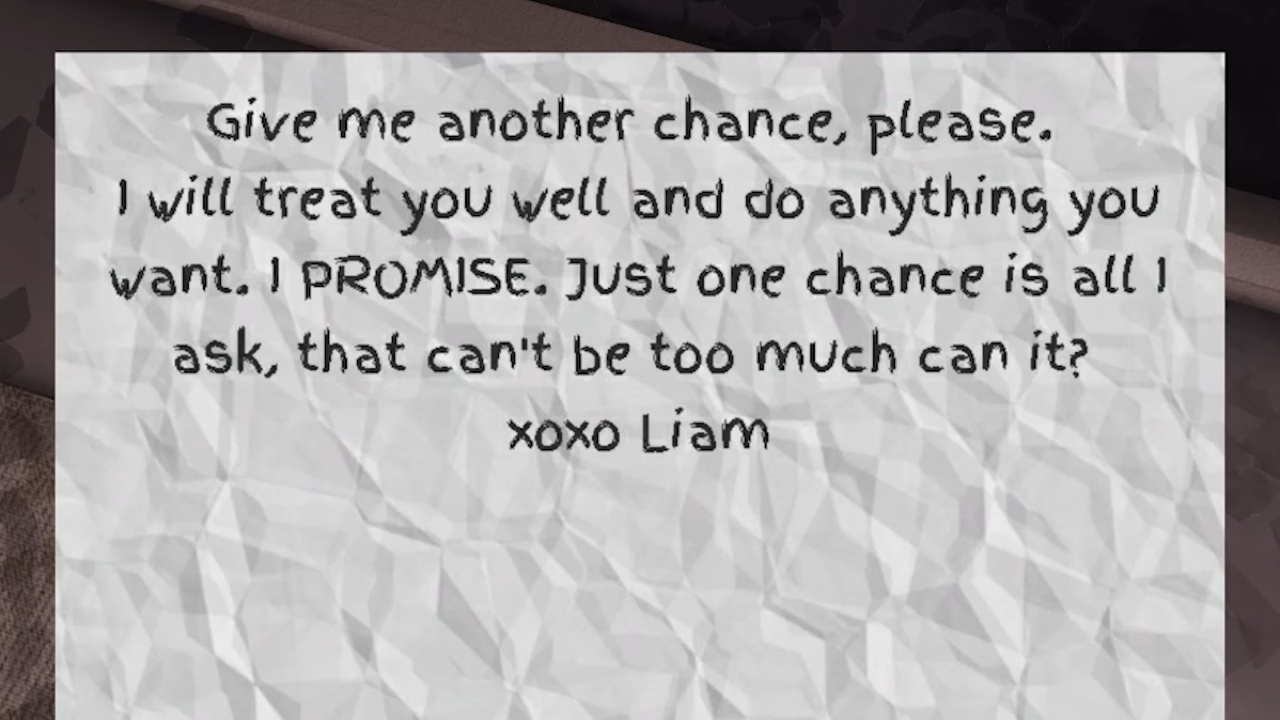 Give me another chance, please.
I will treat you well and do anything you
want. I PROMISE. Just one chance is all I
ask, that can't be too much can it?
xoxo Liam